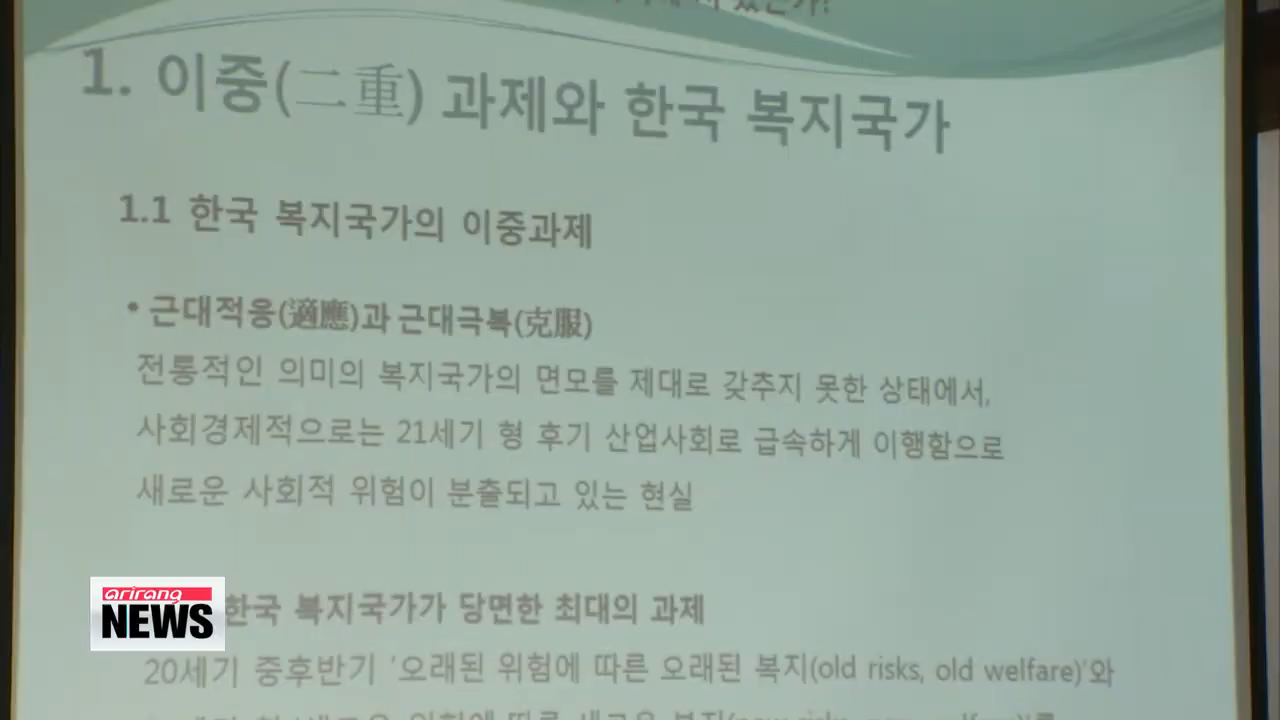 1. 이중(二重) 과제와 한국 복지국가
1.1 한국 복지국가의 이중과제
• 근대적응(適應)과 근대극복(克服)
전통적인 의미의 복지국가의 면모를 제대로 갖추지 못한 상태에서,
사회경제적으로는 21세기 형 후기 산업사회로 급속하게 이행함으로
새로운 사회적 위험이 분출되고 있는 현실
한국 복지국가가 당면한 최대의 과제
20세기 중후반기 '오래된 위험에 따른 오래된 복지(old risks, old welfare)'와
arirang
NEWS